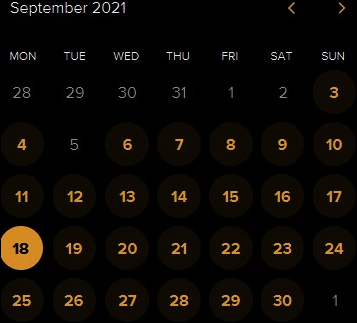 September 2021
MON TUE WED THU FRI SAT SUN
28 29 30 31 1 2 3
4 5 6 7 8 9 10
11 12 13 14 15 16 17
18 19 20 21 22 23 24
25 26 27 28 29 30 1